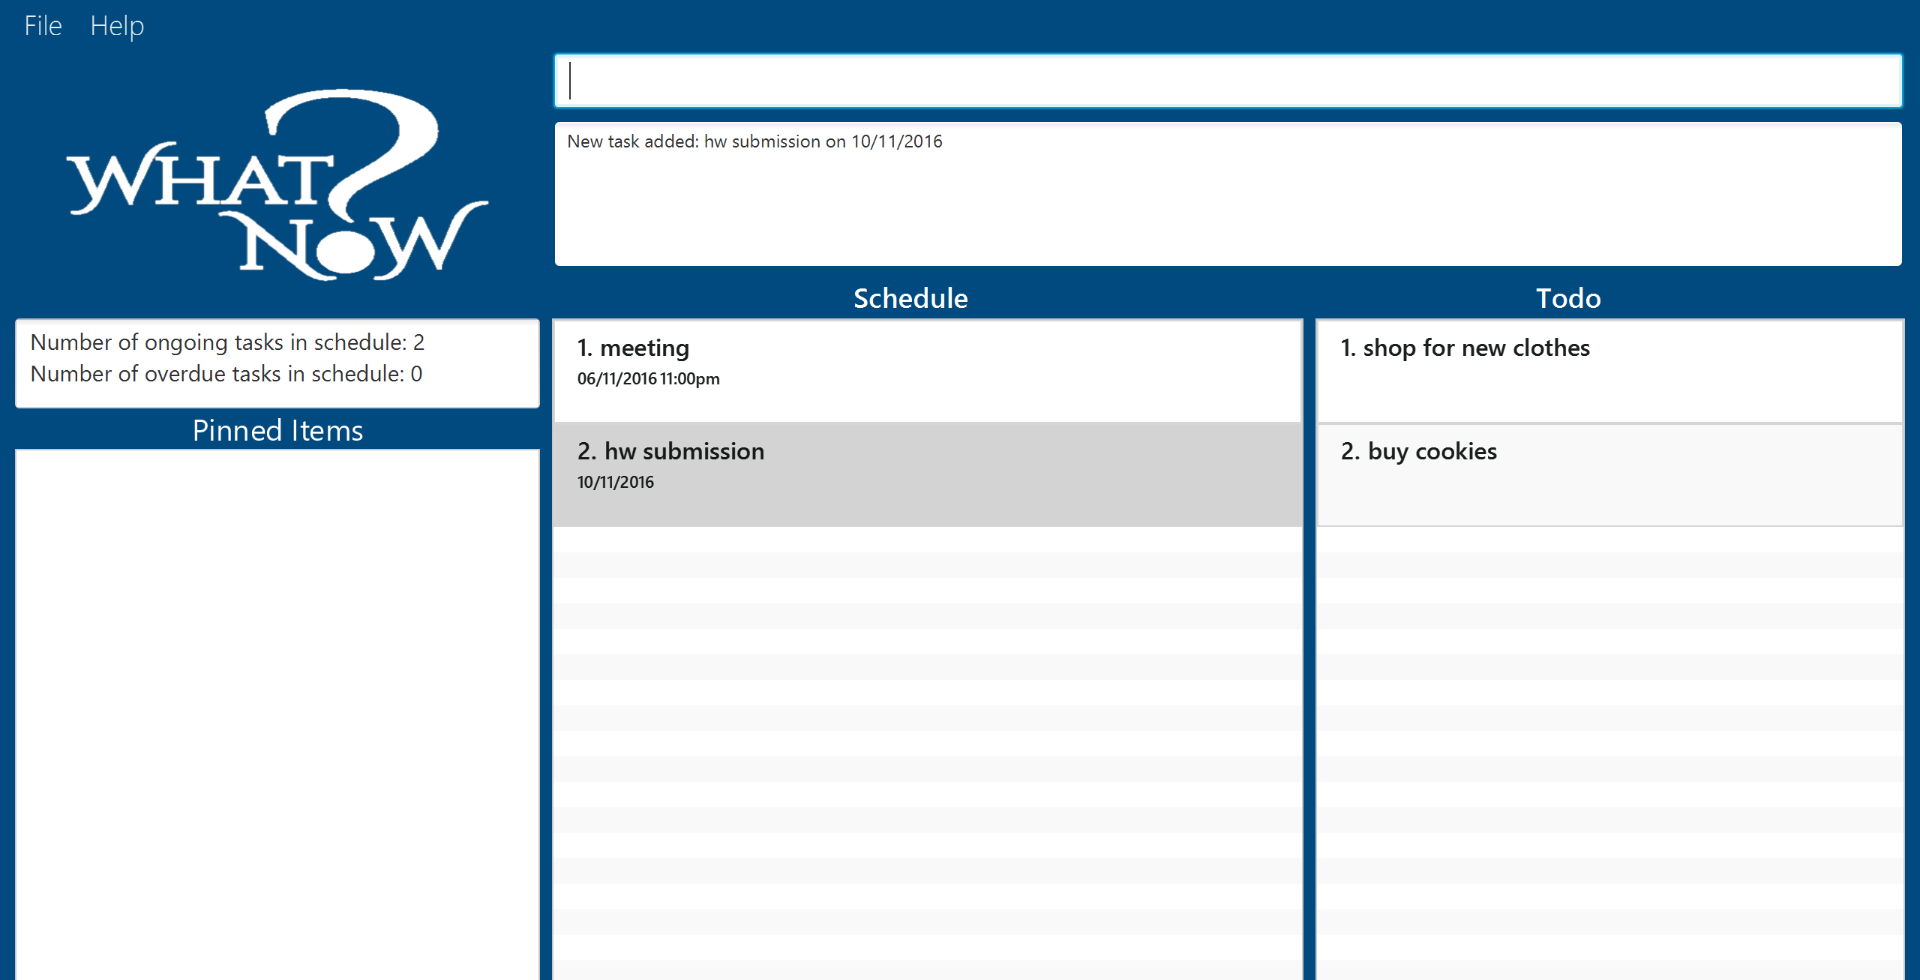 File Help
WHAT NOW?
New task added: hw submission on 10/11/2016
Number of ongoing tasks in schedule: 2
Number of overdue tasks in schedule: 0
Pinned Items
Schedule
1. meeting
06/11/2016 11:00pm
2. hw submission
10/11/2016
Todo
1. shop for new clothes
2. buy cookies